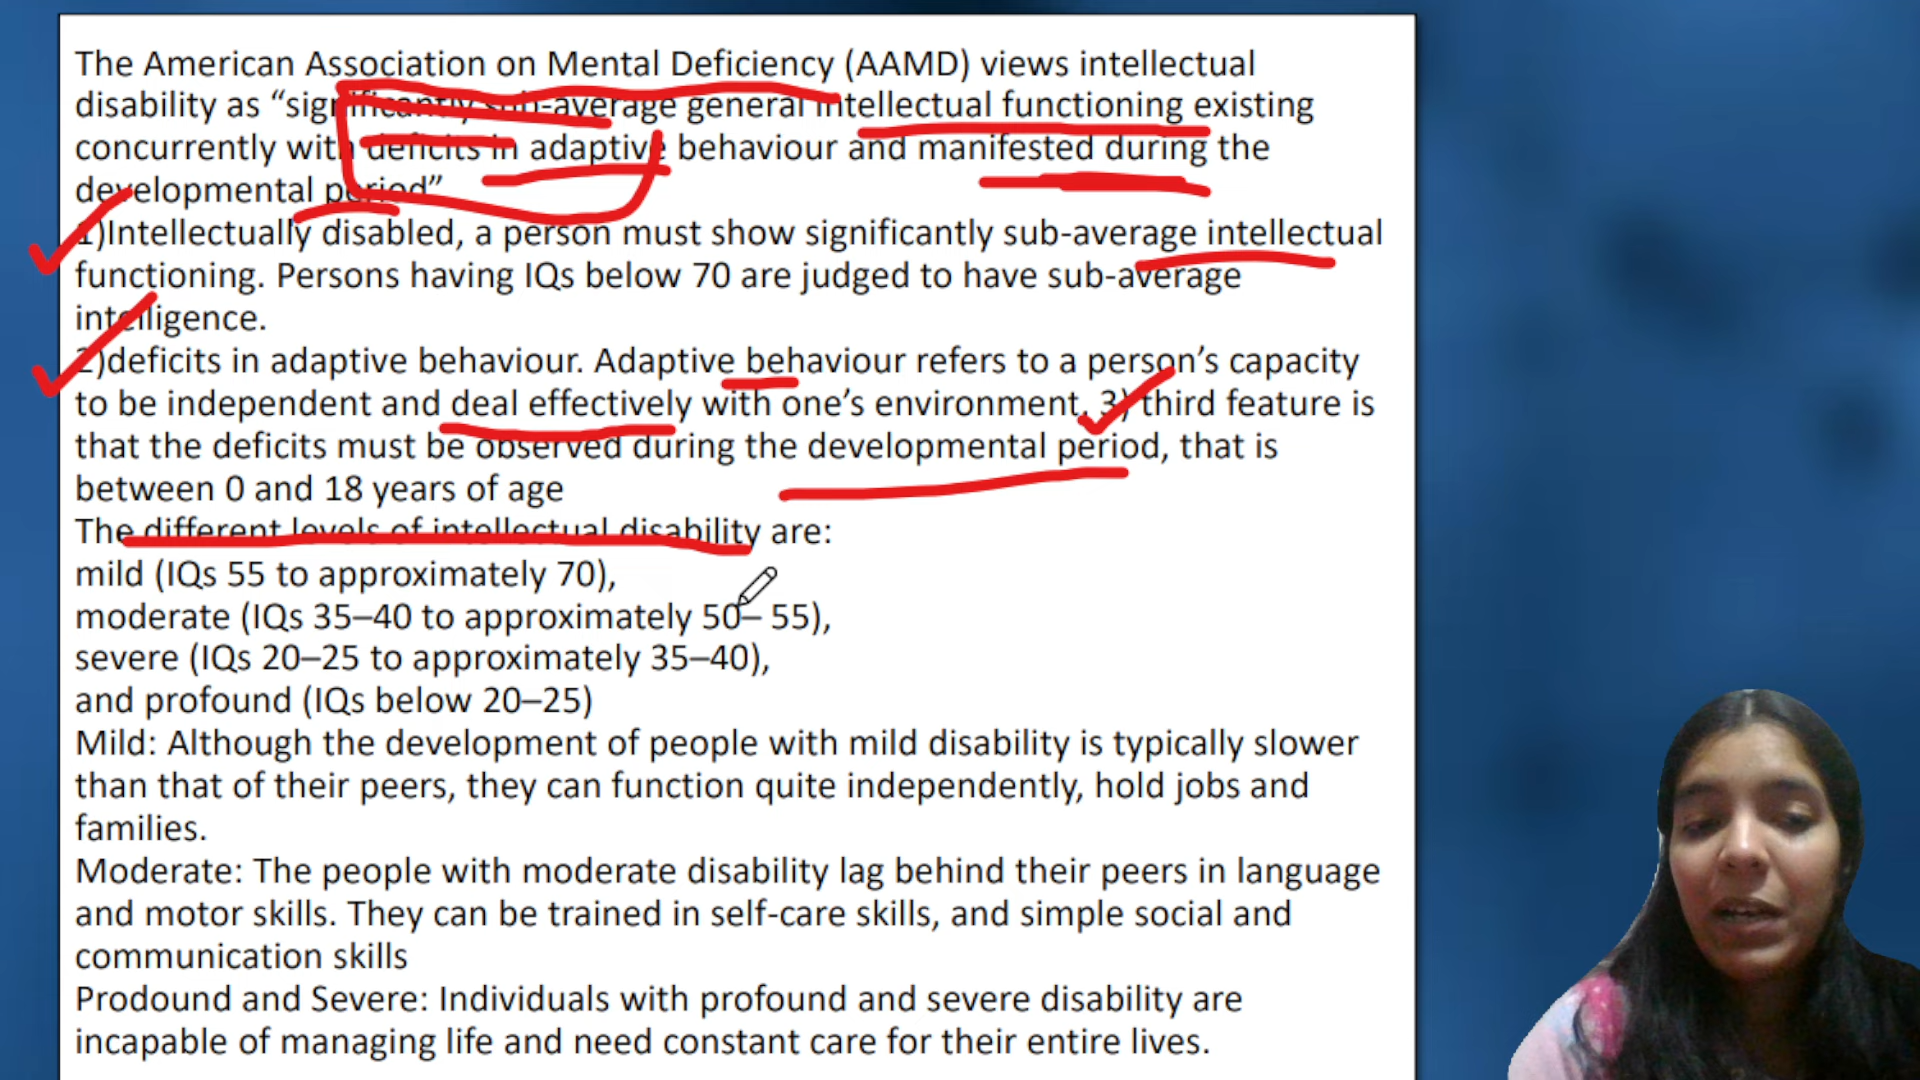 The American Association on Mental Deficiency (AAMD) views intellectual
disability as “significantly sub-average general intellectual functioning existing
concurrently with deficits in adaptive behaviour and manifested during the
developmental period”
1)Intellectually disabled, a person must show significantly sub-average intellectual
functioning. Persons having IQs below 70 are judged to have sub-average
intelligence.
2)deficits in adaptive behaviour. Adaptive behaviour refers to a person’s capacity
to be independent and deal effectively with one’s environment. 3) third feature is
that the deficits must be observed during the developmental period, that is
between 0 and 18 years of age
The different levels of intellectual disability are:
mild (IQs 55 to approximately 70),
moderate (IQs 35–40 to approximately 50– 55),
severe (IQs 20–25 to approximately 35–40),
and profound (IQs below 20–25)
Mild: Although the development of people with mild disability is typically slower
than that of their peers, they can function quite independently, hold jobs and
families.
Moderate: The people with moderate disability lag behind their peers in language
and motor skills. They can be trained in self-care skills, and simple social and
communication skills
Prodound and Severe: Individuals with profound and severe disability are
incapable of managing life and need constant care for their entire lives.